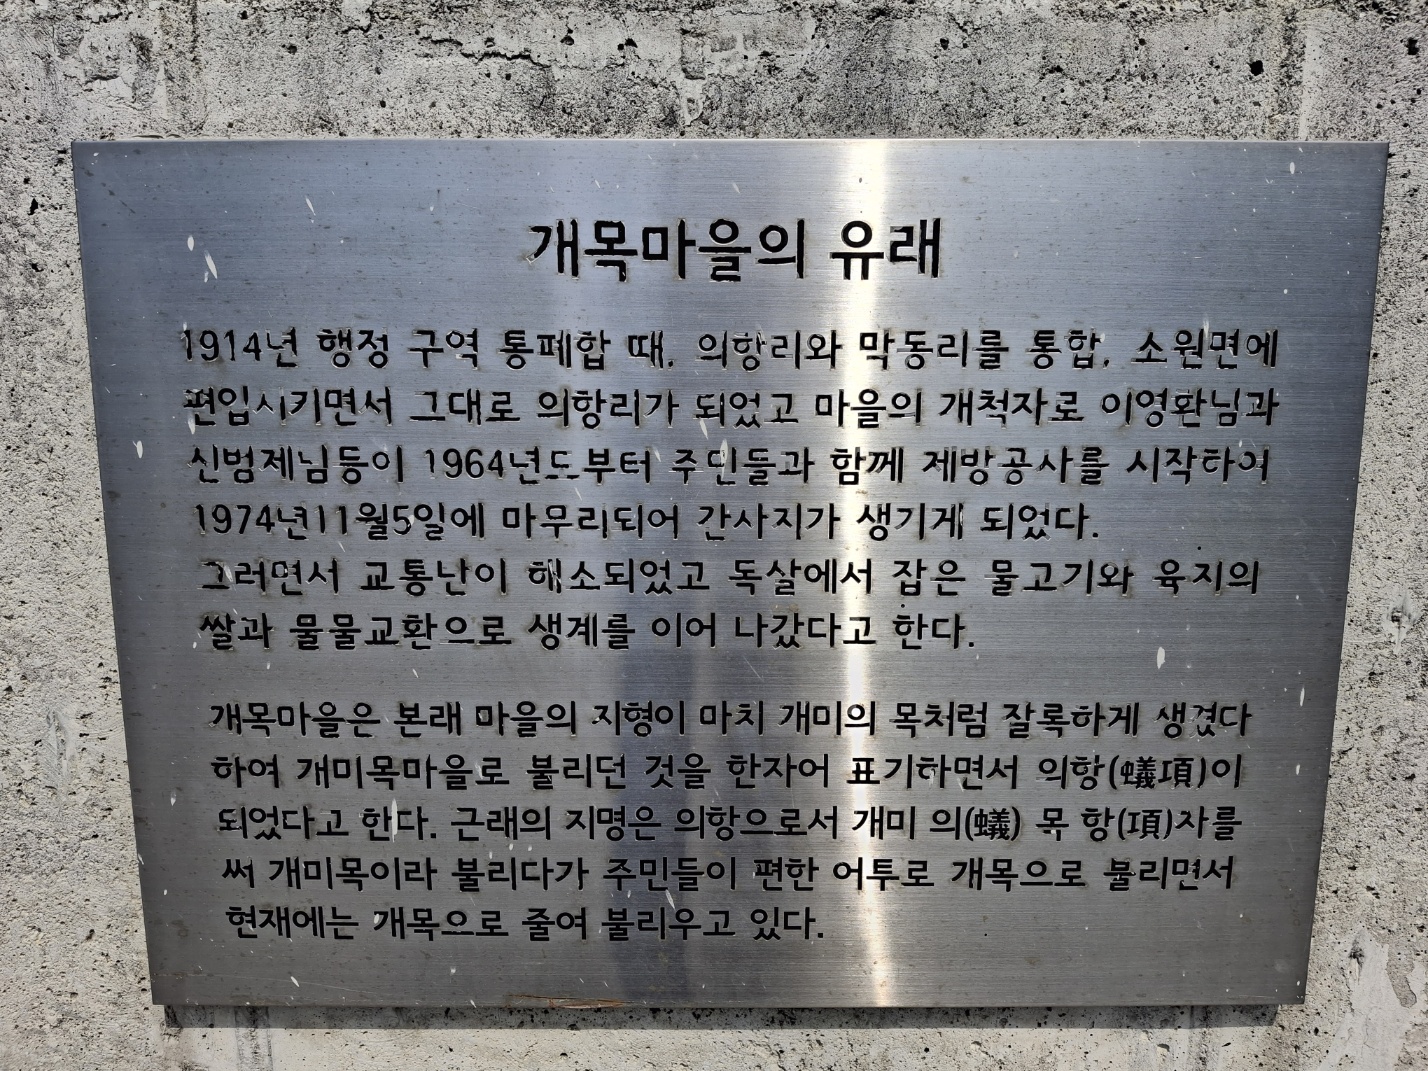 개목마을의 유래
1914년 행정 구역 통폐합 때, 의항리와 막동리를 통합, 소원면에
편입시키면서 그대로 의항리가 되었고 마을의 개척자로 이영환님과
신범제님등이 1964년도부터 주민들과 함께 제방공사를 시작하여
1974년11월5일에 마무리되어 간사지가 생기게 되었다.
그러면서 교통난이 해소되었고 독살에서 잡은 물고기와 육지의
쌀과 물물교환으로 생계를 이어 나갔다고 한다.
개목마을은 본래 마을의 지형이 마치 개미의 목처럼 잘록하게 생겼다
하여 개미목마을로 불리던 것을 한자어 표기하면서 의항(蟻項)이
되었다고 한다. 근래의 지명은 의항으로서 개미 의(蟻) 목 항(項)자를
써 개미목이라 불리다가 주민들이 편한 어투로 개목으로 불리면서
현재에는 개목으로 줄여 불리우고 있다.